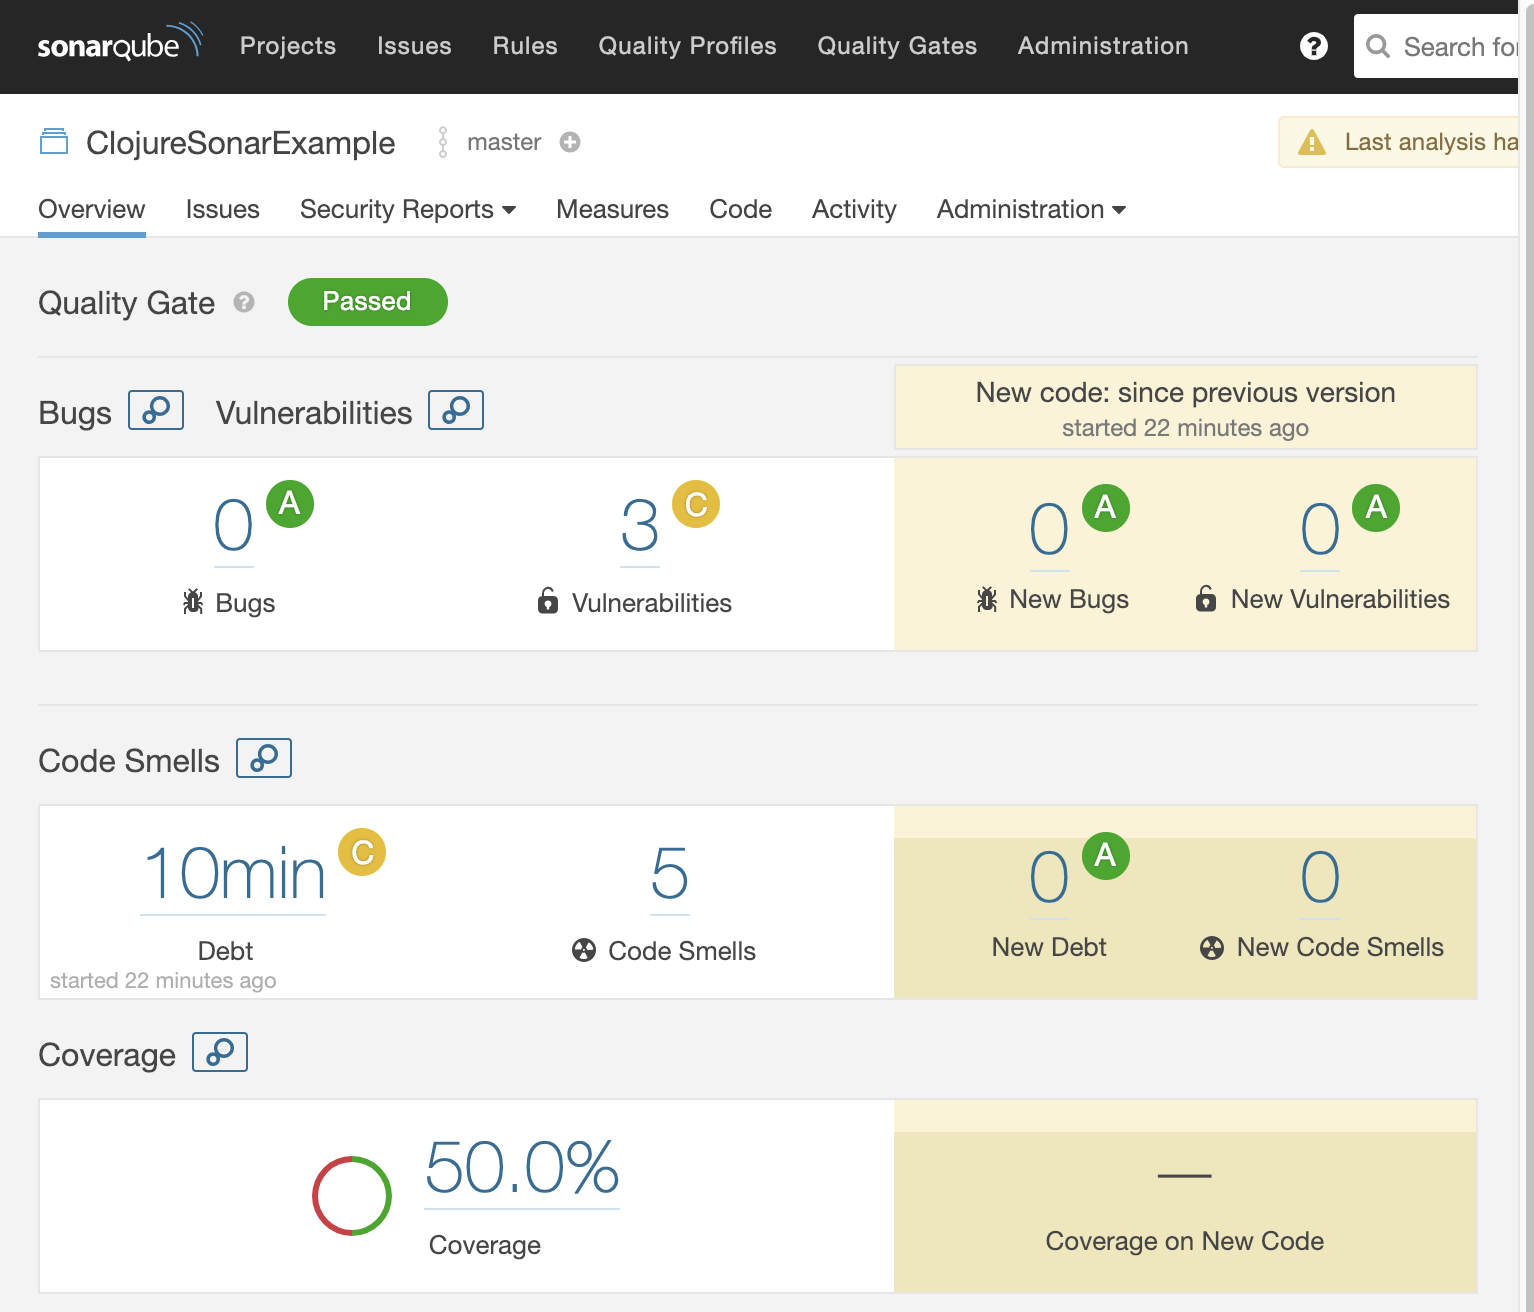 sonarqube Projects Issues Rules Quality Profiles Quality Gates Administration ? Search for
ClojureSonarExample master Last analysis ha
Overview Issues Security Reports Measures Code Activity Administration
Quality Gate ? Passed
Bugs Vulnerabilities
New code: since previous version
started 22 minutes ago
0 A 3 C 0 A 0 A
Bugs Vulnerabilities New Bugs New Vulnerabilities
Code Smells
10min C 5 0 A 0
Debt Code Smells New Debt New Code Smells
started 22 minutes ago
Coverage
50.0% —
Coverage Coverage on New Code